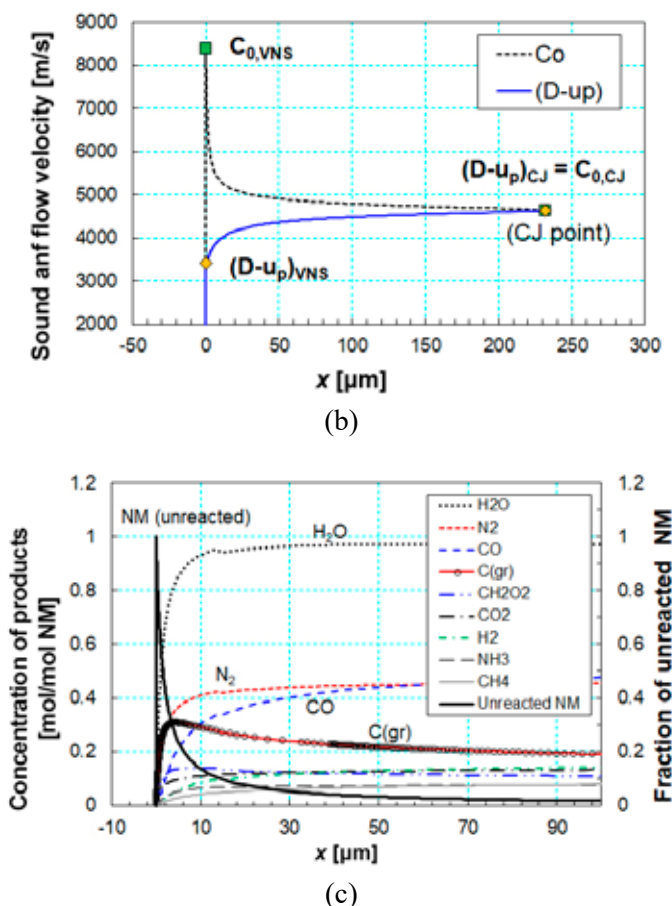 9000
8000
7000
6000
5000
4000
3000
2000
Sound anf flow velocity [m/s]
C0,VNS
Co
(D-up)
(D-up)CJ = C0,CJ
(CJ point)
(D-up)VNS
-50 0 50 100 150 200 250 300
x [µm]
(b)
1.2
1
0.8
0.6
0.4
0.2
0
Concentration of products
[mol/mol NM]
NM (unreacted)
H2O
N2
CO
C(gr)
H2O
N2
CO
C(gr)
CH2O2
CO2
H2
NH3
CH4
Unreacted NM
1.2
1
0.8
0.6
0.4
0.2
0
Fraction of unreacted NM
-10 10 30 50 70 90
x [µm]
(c)